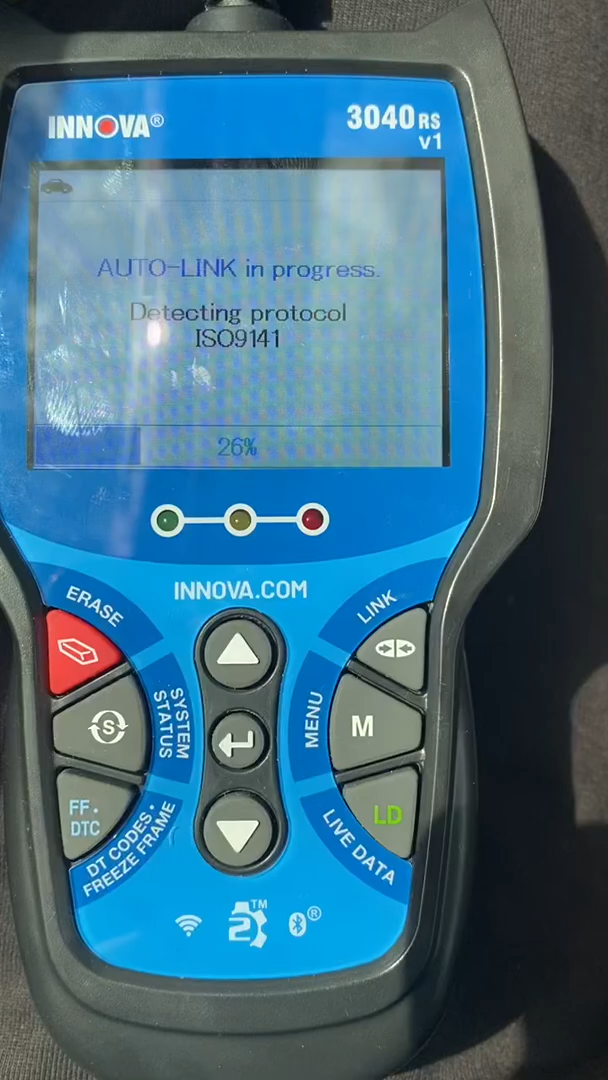 INNOVA®
3040RS
v1
AUTO-LINK in progress.
Detecting protocol
ISO9141
26%
INNOVA.COM
ERASE
LINK
S
SYSTEM
STATUS
MENU
M
FF·
DTC
DT CODES·
FREEZE FRAME
LD
LIVE DATA
2™
®